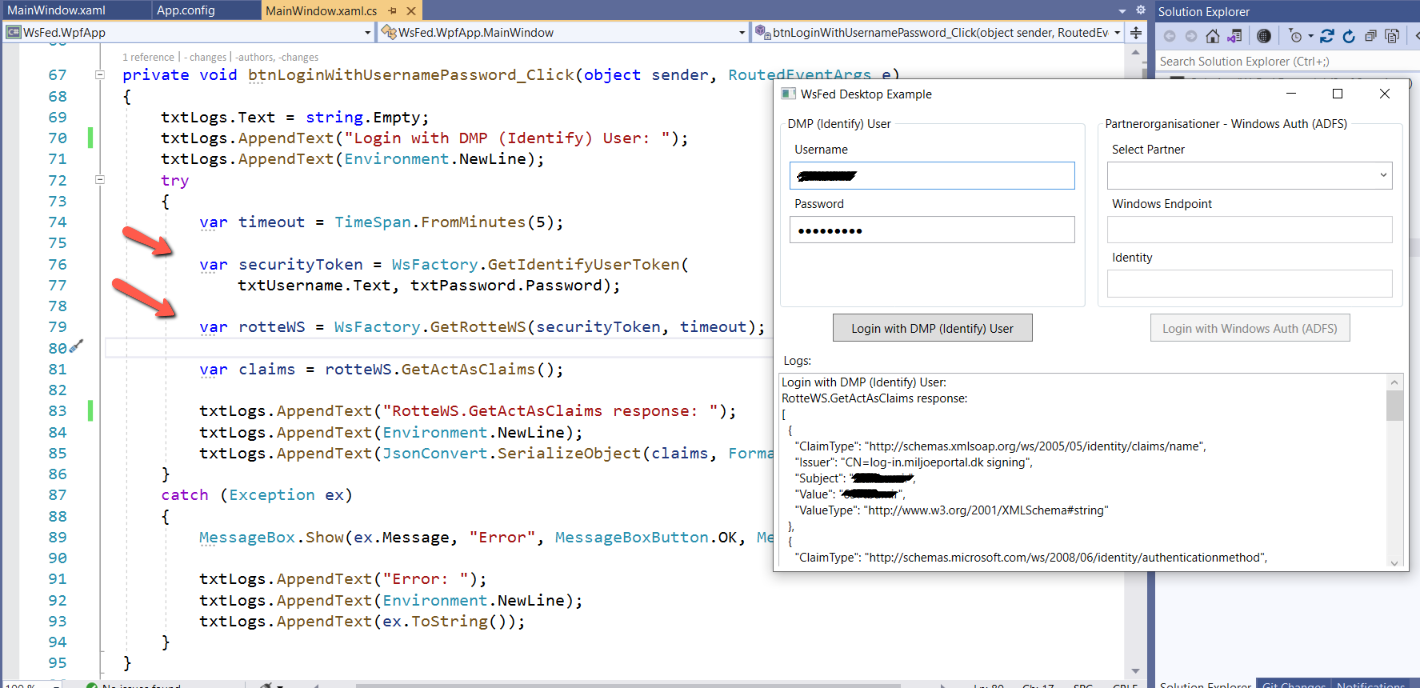 MainWindow.xaml App.config MainWindow.xaml.cs
Solution Explorer
WsFed.WpfApp WsFed.WpfApp.MainWindow btnLoginWithUsernamePassword_Click(object sender, RoutedEv
Search Solution Explorer (Ctrl+;)
1 reference | - changes | -authors, -changes
67 private void btnLoginWithUsernamePassword_Click(object sender, RoutedEventArgs e)
68 {
69 txtLogs.Text = string.Empty;
70 txtLogs.AppendText("Login with DMP (Identify) User: ");
71 txtLogs.AppendText(Environment.NewLine);
72 try
73 {
74 var timeout = TimeSpan.FromMinutes(5);
75
76 var securityToken = WsFactory.GetIdentifyUserToken(
77 txtUsername.Text, txtPassword.Password);
78
79 var rotteWS = WsFactory.GetRotteWS(securityToken, timeout);
80
81 var claims = rotteWS.GetActAsClaims();
82
83 txtLogs.AppendText("RotteWS.GetActAsClaims response: ");
84 txtLogs.AppendText(Environment.NewLine);
85 txtLogs.AppendText(JsonConvert.SerializeObject(claims, Forma
86 }
87 catch (Exception ex)
88 {
89 MessageBox.Show(ex.Message, "Error", MessageBoxButton.OK, Me
90
91 txtLogs.AppendText("Error: ");
92 txtLogs.AppendText(Environment.NewLine);
93 txtLogs.AppendText(ex.ToString());
94 }
95 }
WsFed Desktop Example
DMP (Identify) User
Username
Password
●●●●●●●●●
Login with DMP (Identify) User
Partnerorganisationer - Windows Auth (ADFS)
Select Partner
Windows Endpoint
Identity
Login with Windows Auth (ADFS)
Logs:
Login with DMP (Identify) User:
RotteWS.GetActAsClaims response:
[
{
"ClaimType": "http://schemas.xmlsoap.org/ws/2005/05/identity/claims/name",
"Issuer": "CN=log-in.miljoeportal.dk signing",
"Subject": "
"Value": "
"ValueType": "http://www.w3.org/2001/XMLSchema#string"
},
{
"ClaimType": "http://schemas.microsoft.com/ws/2008/06/identity/authenticationmethod",
100 % No issues found Ln: 80 Ch: 17 SPC CRLF
Solution Explorer Git Changes Notifications